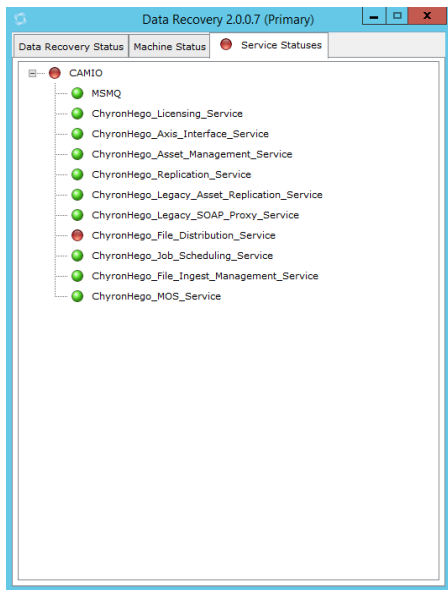 Data Recovery 2.0.0.7 (Primary)
Data Recovery Status Machine Status Service Statuses
CAMIO
MSMQ
ChyronHego_Licensing_Service
ChyronHego_Axis_Interface_Service
ChyronHego_Asset_Management_Service
ChyronHego_Replication_Service
ChyronHego_Legacy_Asset_Replication_Service
ChyronHego_Legacy_SOAP_Proxy_Service
ChyronHego_File_Distribution_Service
ChyronHego_Job_Scheduling_Service
ChyronHego_File_Ingest_Management_Service
ChyronHego_MOS_Service